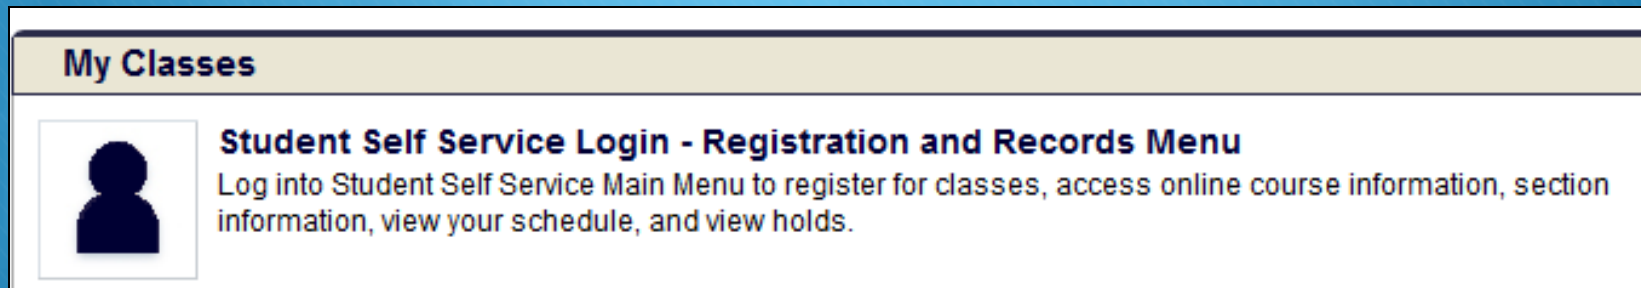 My Classes
Student Self Service Login - Registration and Records Menu
Log into Student Self Service Main Menu to register for classes, access online course information, section
information, view your schedule, and view holds.